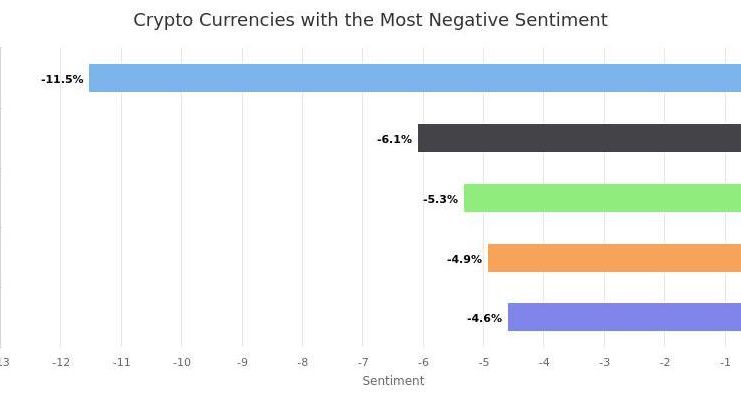 Crypto Currencies with the Most Negative Sentiment
-11.5%
-6.1%
-5.3%
-4.9%
-4.6%
13 -12 -11 -10 -9 -8 -7 -6 -5 -4 -3 -2 -1
Sentiment